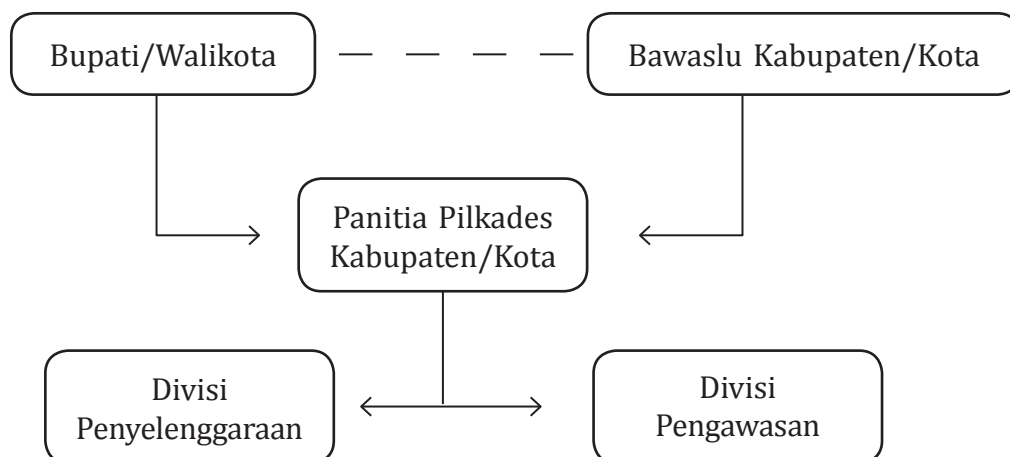 Bupati/Walikota
Bawaslu Kabupaten/Kota
Panitia Pilkades
Kabupaten/Kota
Divisi
Penyelenggaraan
Divisi
Pengawasan